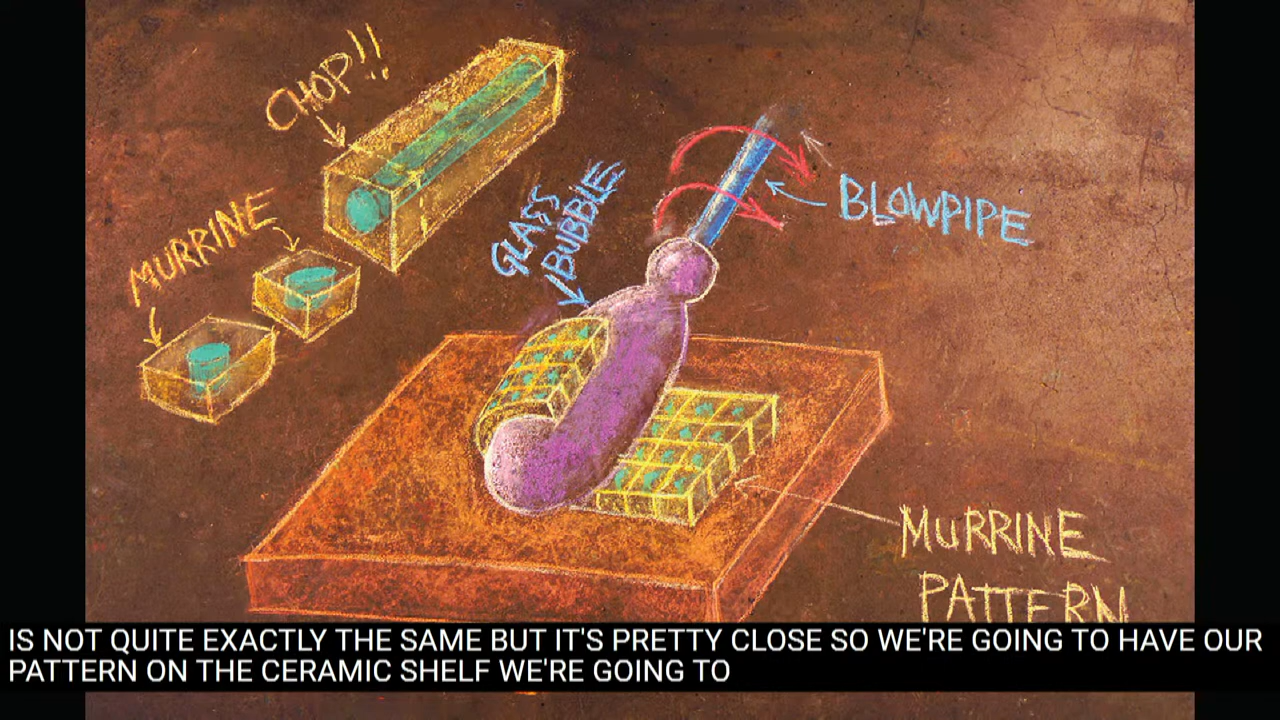 CHOP!!
MURRINE
GLASS
BUBBLE
BLOWPIPE
MURRINE
PATTERN
IS NOT QUITE EXACTLY THE SAME BUT IT'S PRETTY CLOSE SO WE'RE GOING TO HAVE OUR
PATTERN ON THE CERAMIC SHELF WE'RE GOING TO